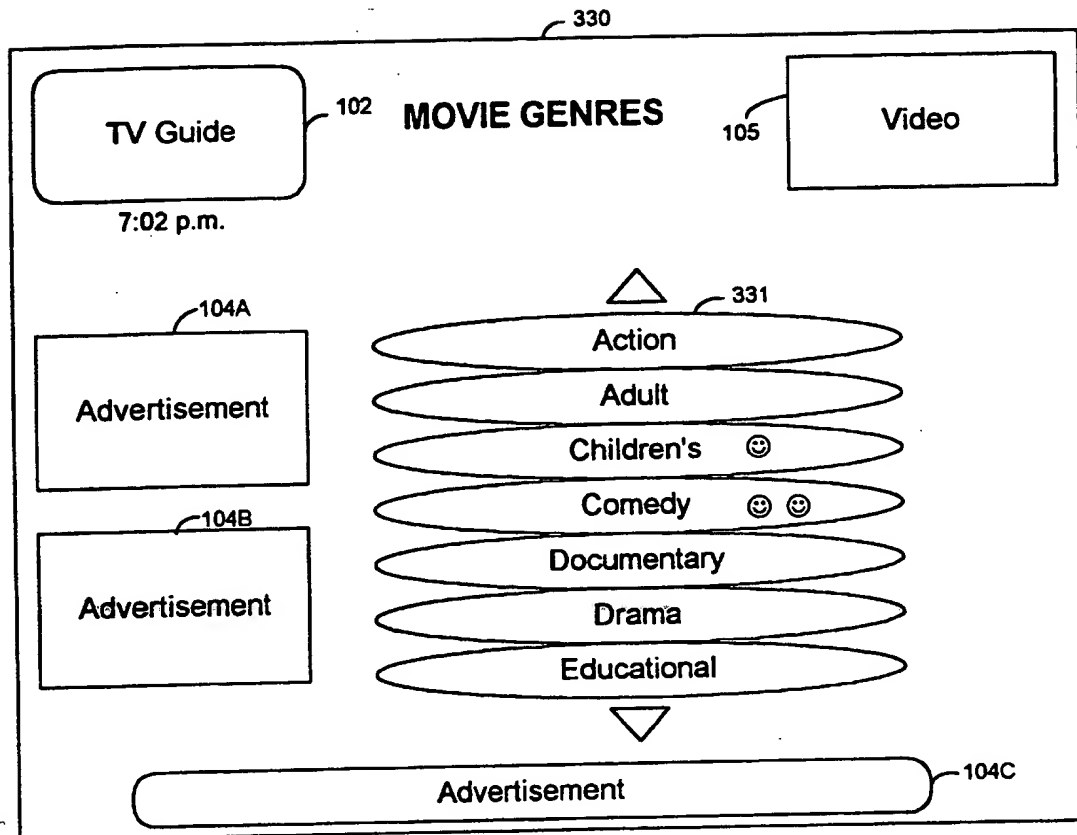 330
TV Guide
102
MOVIE GENRES
105
Video
7:02 p.m.
104A
Advertisement
104B
Advertisement
331
Action
Adult
Children's ☺
Comedy ☺ ☺
Documentary
Drama
Educational
Advertisement
104C